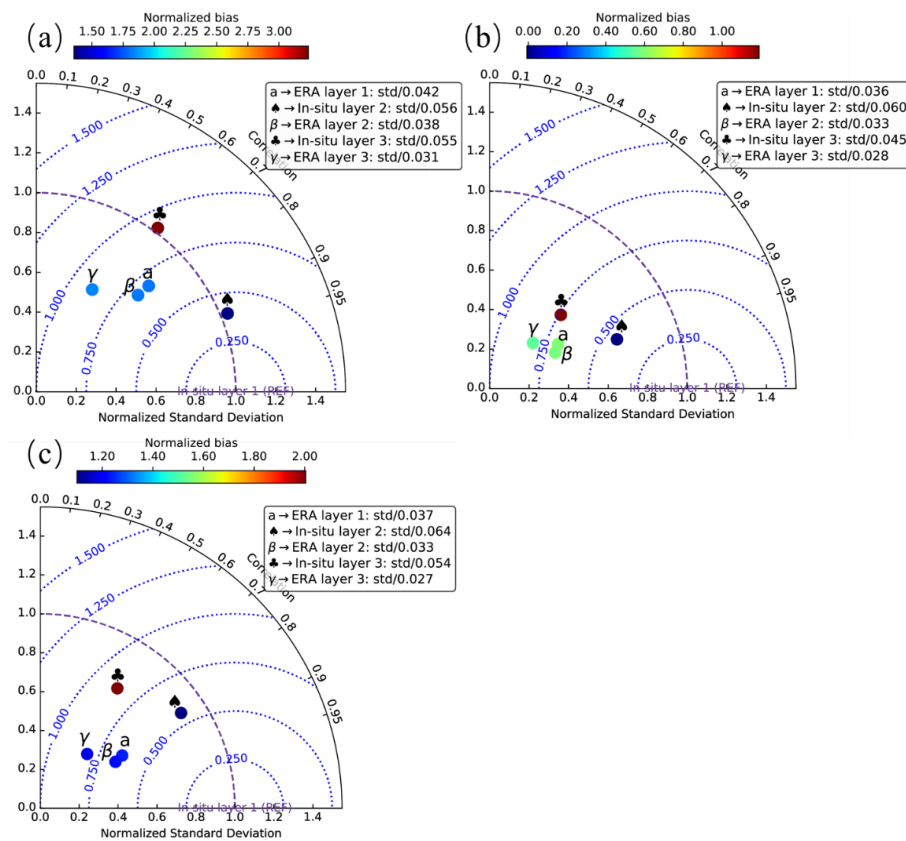 (a)
Normalized bias
1.50 1.75 2.00 2.25 2.50 2.75 3.00
0.0 0.1 0.2 0.3 0.4 0.5 0.6 0.7 0.8 0.9 0.95
Correlation
a→ERA layer 1: std/0.042
♠→In-situ layer 2: std/0.056
β→ERA layer 2: std/0.038
♣→In-situ layer 3: std/0.055
γ→ERA layer 3: std/0.031
1.4
1.2
1.0
0.8
0.6
0.4
0.2
0.0
1.500
1.250
1.000
0.750
0.500
0.250
♣
γ
β
a
♠
In-situ layer 1 (REF)
0.0 0.2 0.4 0.6 0.8 1.0 1.2 1.4
Normalized Standard Deviation
(b)
Normalized bias
0.00 0.20 0.40 0.60 0.80 1.00
0.0 0.1 0.2 0.3 0.4 0.5 0.6 0.7 0.8 0.9 0.95
Correlation
a→ERA layer 1: std/0.036
♠→In-situ layer 2: std/0.060
β→ERA layer 2: std/0.033
♣→In-situ layer 3: std/0.045
γ→ERA layer 3: std/0.028
1.4
1.2
1.0
0.8
0.6
0.4
0.2
0.0
1.500
1.250
1.000
0.750
0.500
0.250
♣
γ
a
β
♠
In-situ layer 1 (REF)
0.0 0.2 0.4 0.6 0.8 1.0 1.2 1.4
Normalized Standard Deviation
(c)
Normalized bias
1.20 1.40 1.60 1.80 2.00
0.0 0.1 0.2 0.3 0.4 0.5 0.6 0.7 0.8 0.9 0.95
Correlation
a→ERA layer 1: std/0.037
♠→In-situ layer 2: std/0.064
β→ERA layer 2: std/0.033
♣→In-situ layer 3: std/0.054
γ→ERA layer 3: std/0.027
1.4
1.2
1.0
0.8
0.6
0.4
0.2
0.0
1.500
1.250
1.000
0.750
0.500
0.250
♣
♠
γ
β
a
In-situ layer 1 (REF)
0.0 0.2 0.4 0.6 0.8 1.0 1.2 1.4
Normalized Standard Deviation